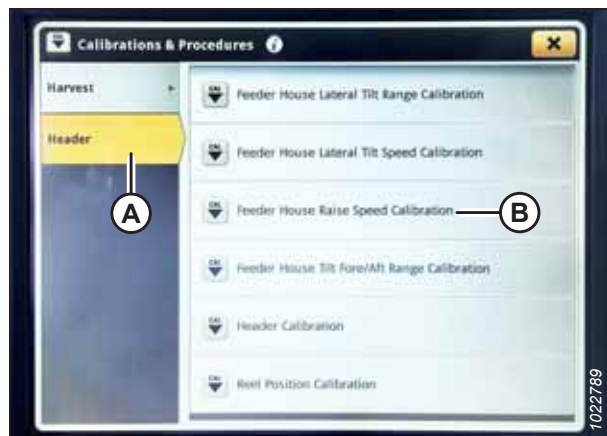 Calibrations & Procedures
Harvest
Header
Feeder House Lateral Tilt Range Calibration
Feeder House Lateral Tilt Speed Calibration
Feeder House Raise Speed Calibration
Feeder House Tilt Fore/Aft Range Calibration
Header Calibration
Reel Position Calibration
A
B
1022789